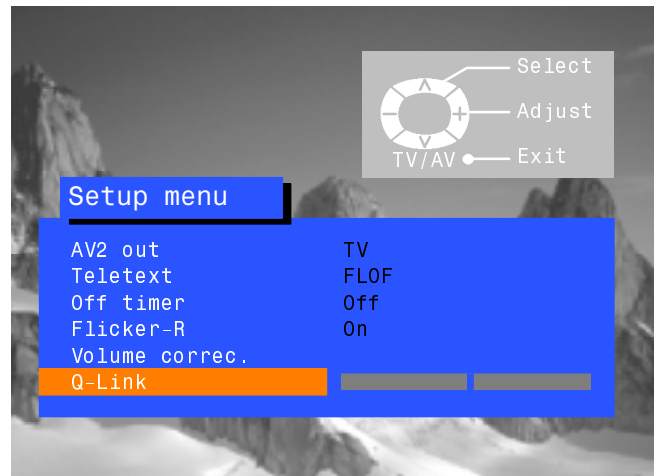 Select
Adjust
TV/AV Exit
Setup menu
AV2 out TV
Teletext FLOF
Off timer Off
Flicker-R On
Volume correc.
Q-Link